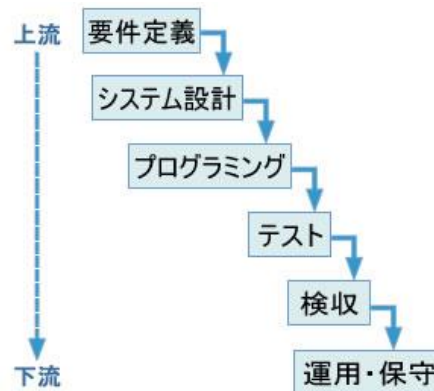 上流
要件定義
システム設計
プログラミング
テスト
検収
運用・保守
下流